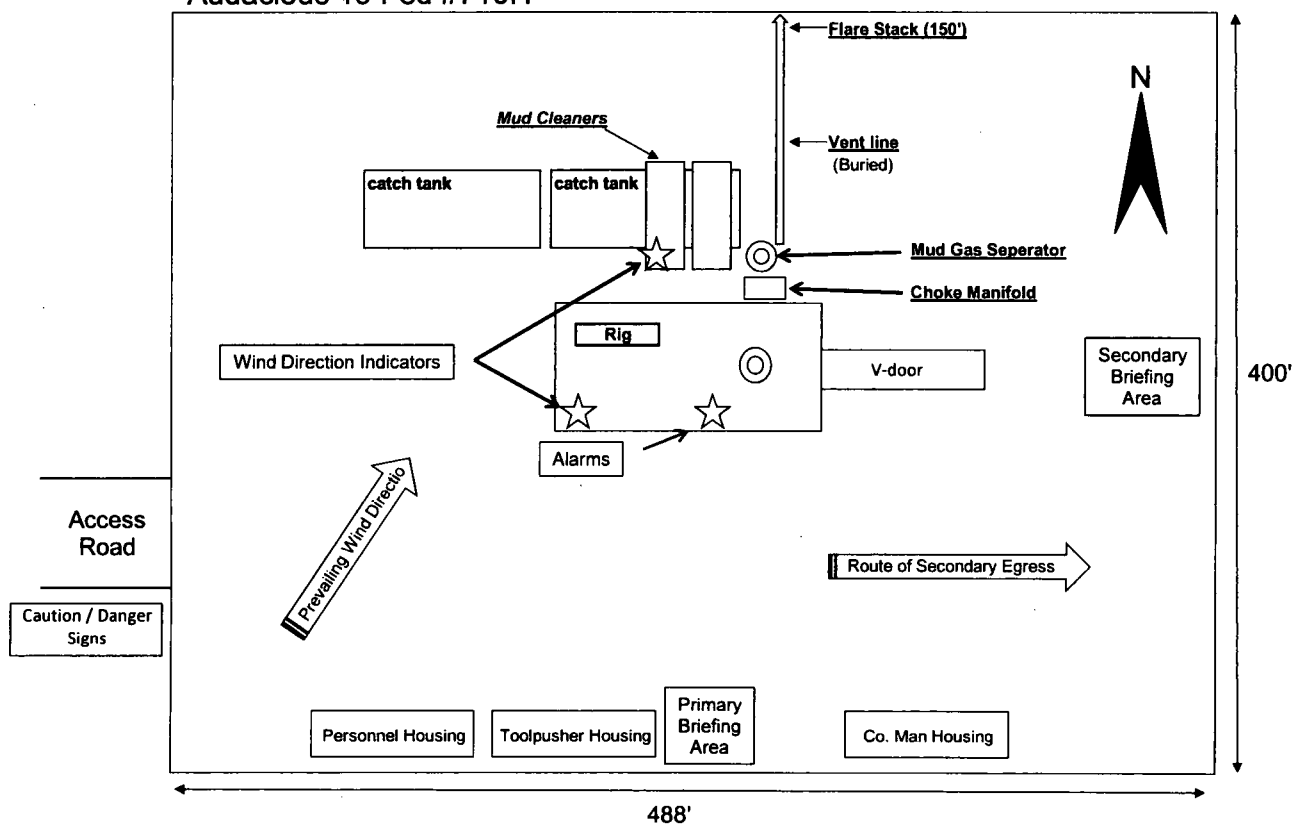 Flare Stack (150')
N
Mud Cleaners
Vent line
(Buried)
catch tank
catch tank
Mud Gas Seperator
Choke Manifold
Rig
Wind Direction Indicators
V-door
Secondary
Briefing
Area
400'
Alarms
Prevailing Wind Directio
Access
Road
Route of Secondary Egress
Caution / Danger
Signs
Primary
Briefing
Area
Personnel Housing
Toolpusher Housing
Co. Man Housing
488'